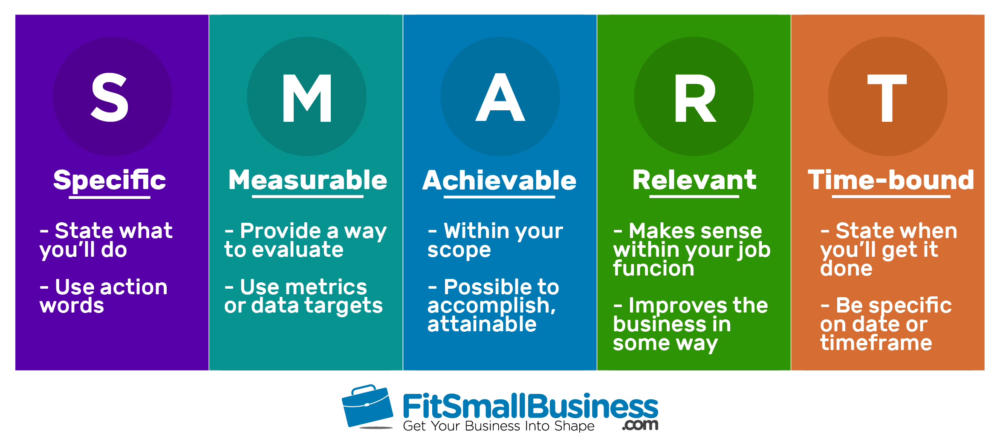 S
Specific
- State what
you'll do
- Use action
words
M
Measurable
- Provide a way
to evaluate
- Use metrics
or data targets
A
Achievable
- Within your
scope
- Possible to
accomplish,
attainable
R
Relevant
- Makes sense
within your job
funcion
- Improves the
business in
some way
T
Time-bound
- State when
you'll get it
done
- Be specific
on date or
timeframe
FitSmallBusiness
.com
Get Your Business Into Shape